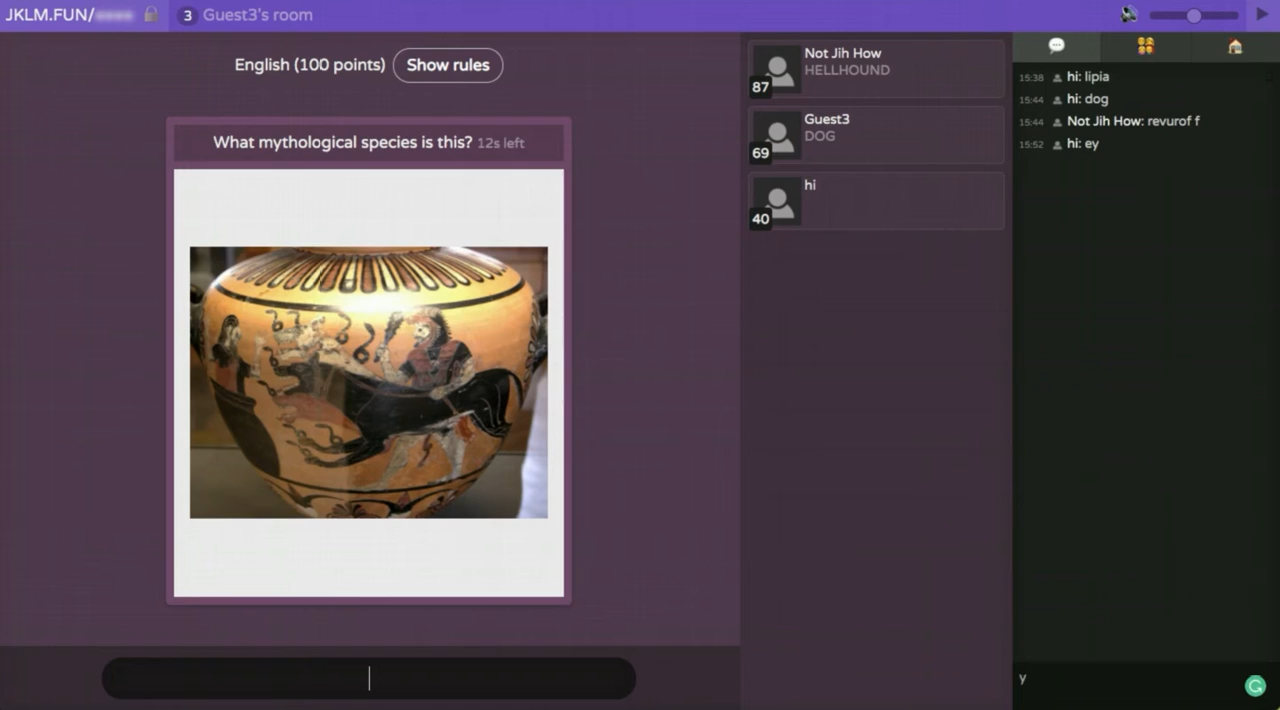 JKLM.FUN/
3 Guest3's room
English (100 points) Show rules
What mythological species is this? 12s left
87 Not Jih How
HELLHOUND
69 Guest3
DOG
40 hi
15:38 hi: lipia
15:44 hi: dog
15:44 Not Jih How: revurof f
15:52 hi: ey
y